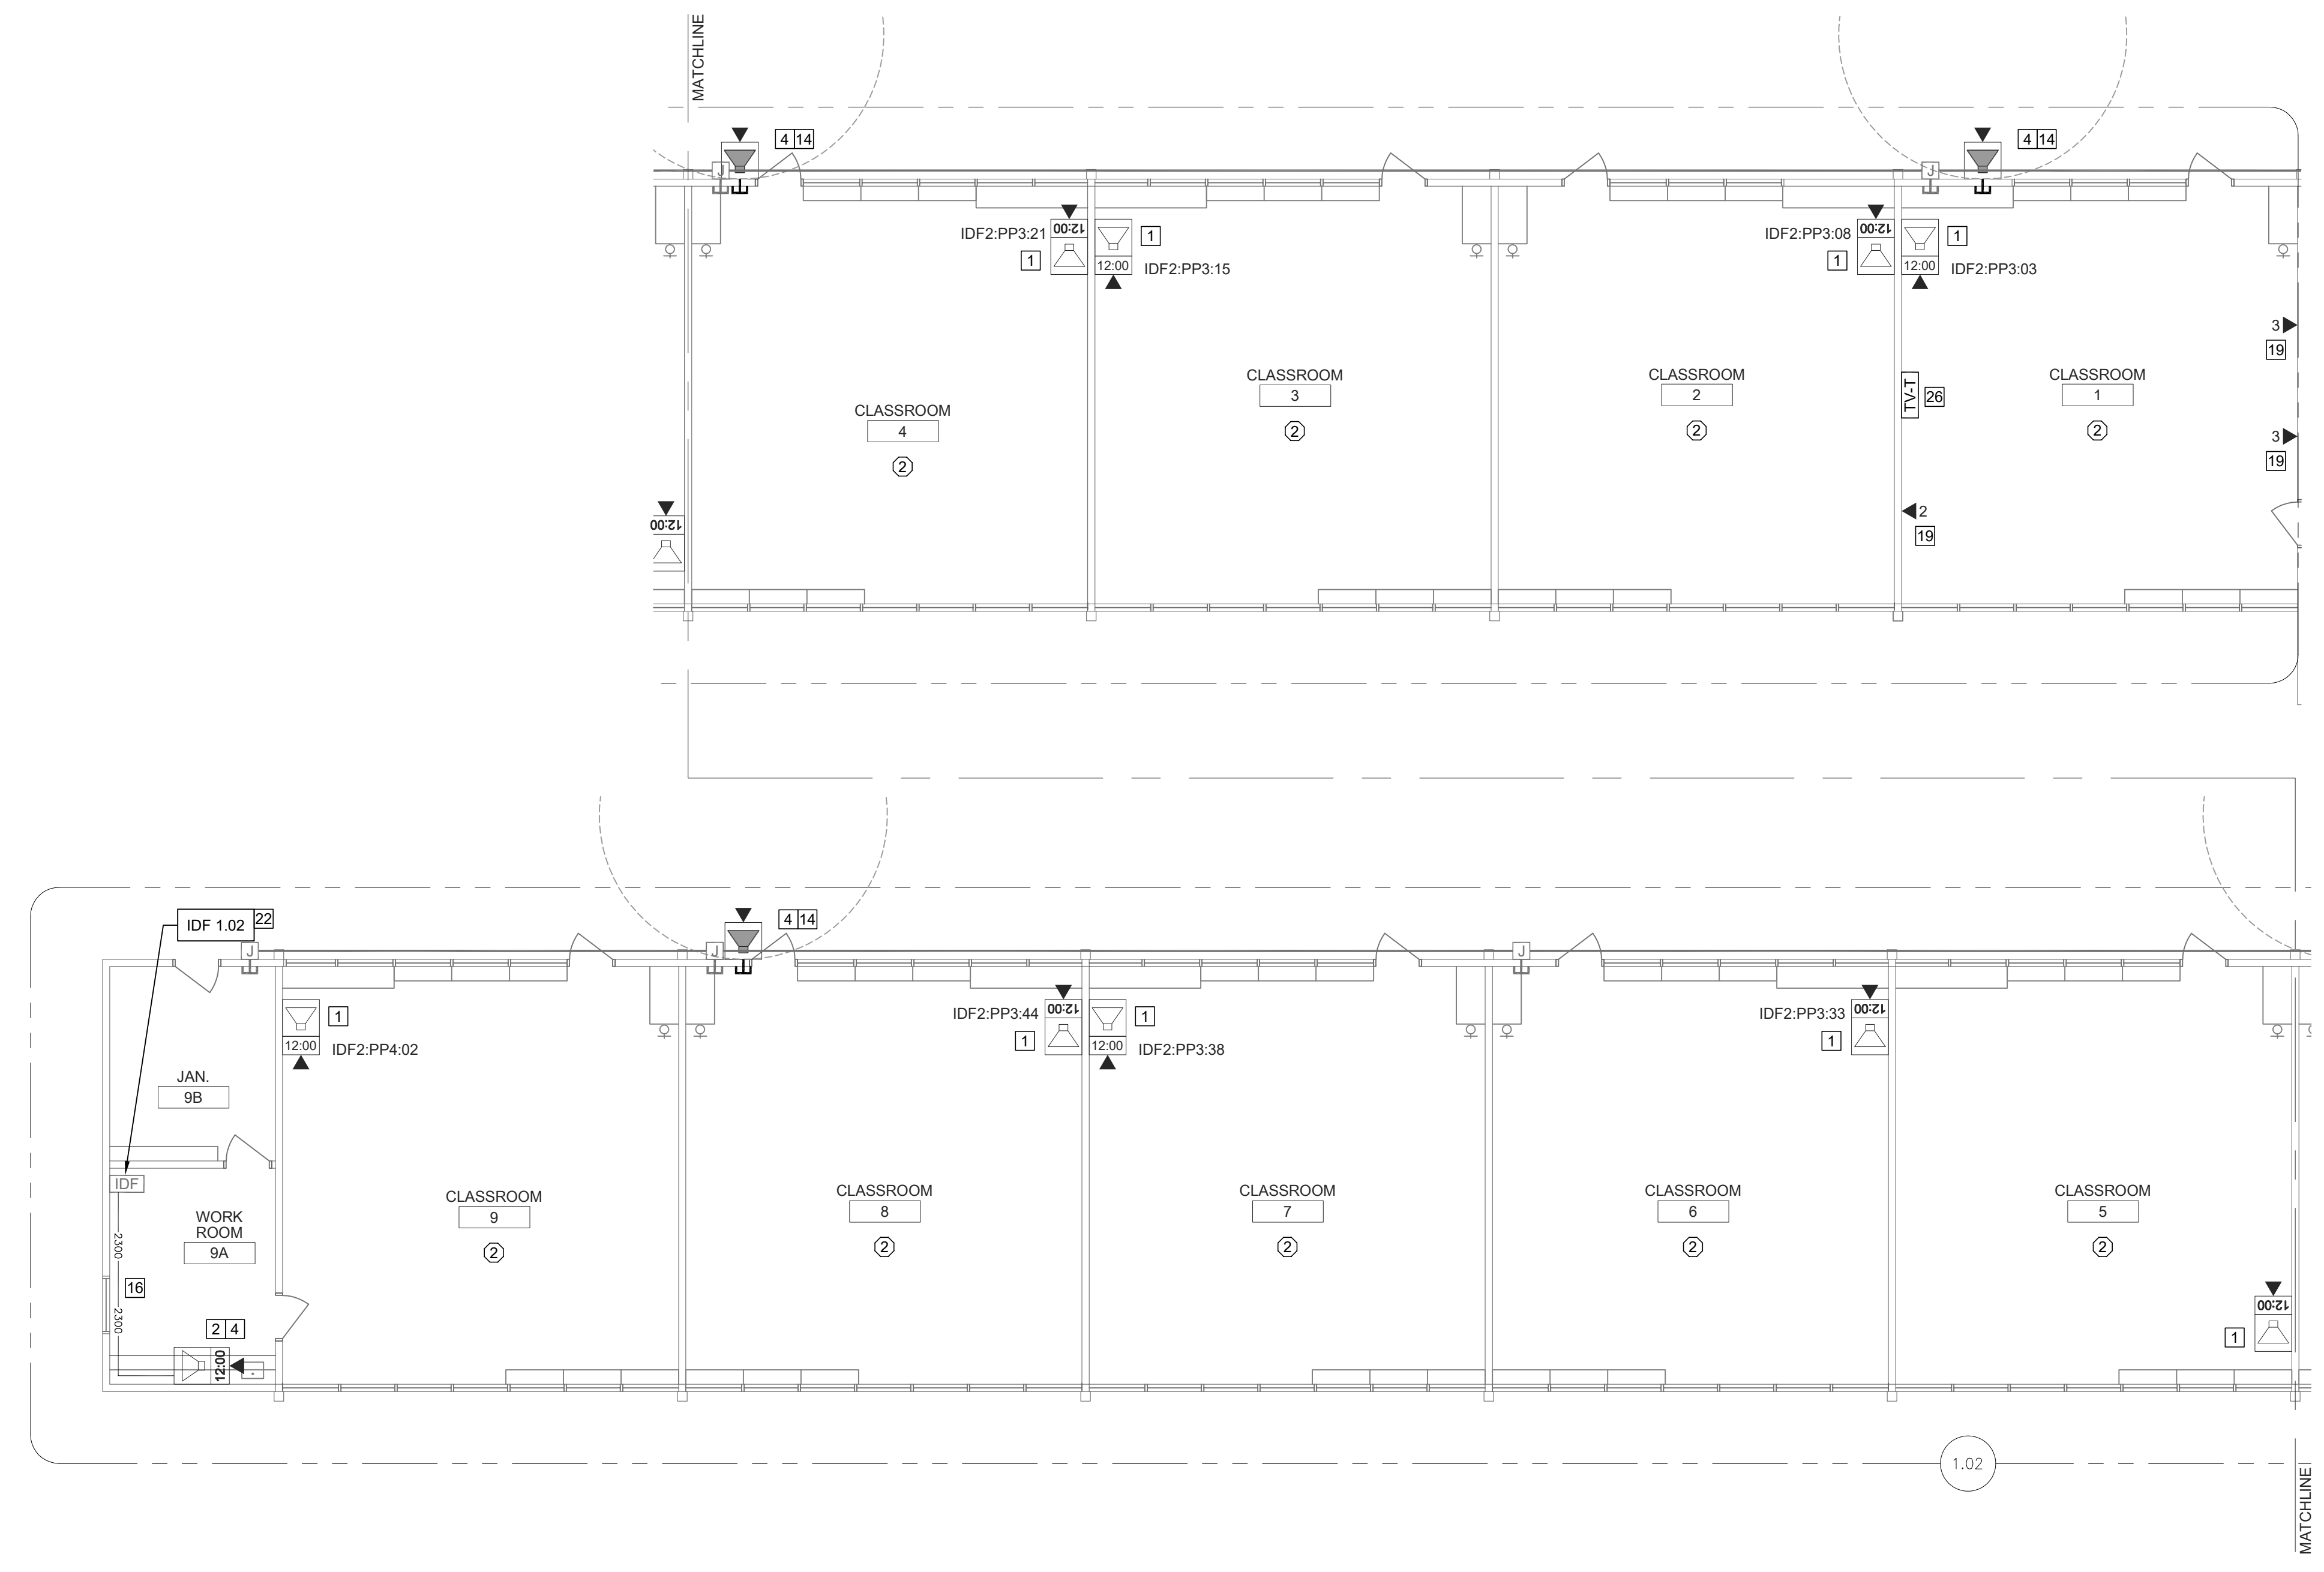 MATCHLINE
4 14
4 14
J
J
IDF2:PP3:21
12:00
1
1
12:00
IDF2:PP3:15
IDF2:PP3:08
12:00
1
1
12:00
IDF2:PP3:03
3
19
CLASSROOM
4
2
CLASSROOM
3
2
CLASSROOM
2
2
TV-T
26
CLASSROOM
1
2
3
19
2
19
12:00
IDF 1.02
22
4 14
J
J
J
1
12:00
IDF2:PP4:02
IDF2:PP3:44
12:00
1
1
12:00
IDF2:PP3:38
IDF2:PP3:33
12:00
1
JAN.
9B
IDF
WORK
ROOM
9A
2300
16
2300
2 4
12:00
CLASSROOM
9
2
CLASSROOM
8
2
CLASSROOM
7
2
CLASSROOM
6
2
CLASSROOM
5
2
12:00
1
1.02
MATCHLINE